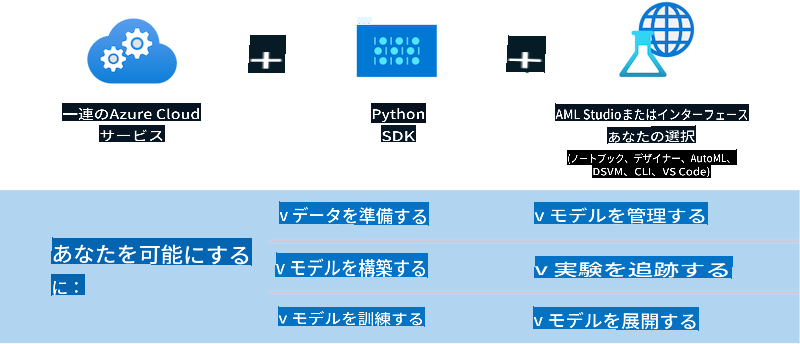 一連のAzure Cloud
サービス
+
Python
SDK
+
AML Studioまたはインターフェース
あなたの選択
(ノートブック、デザイナー、AutoML、
DSVM、CLI、VS Code)
あなたを可能にする
に：
v データを準備する
v モデルを構築する
v モデルを訓練する
v モデルを管理する
v 実験を追跡する
v モデルを展開する